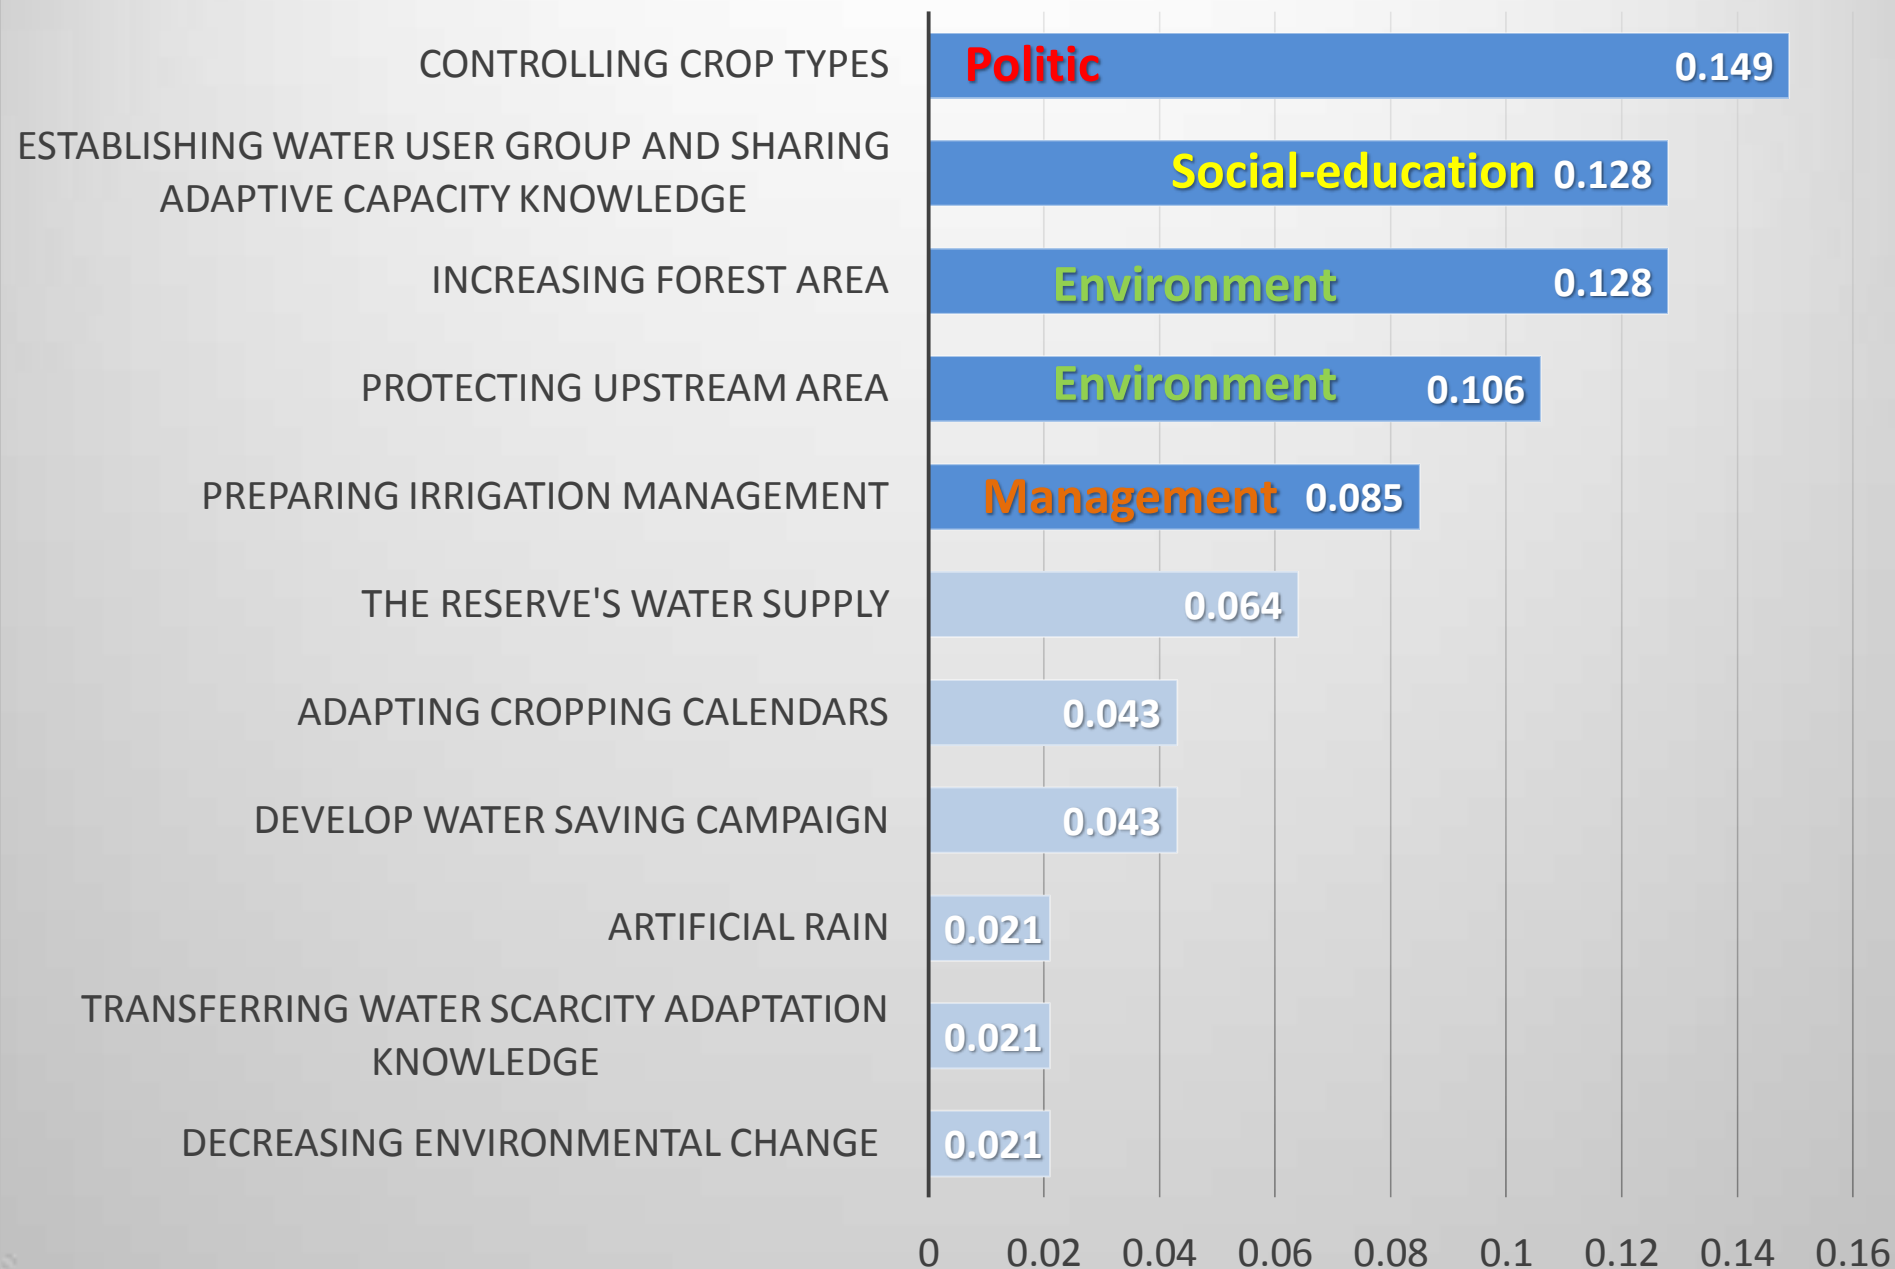 CONTROLLING CROP TYPES
Politic 0.149
ESTABLISHING WATER USER GROUP AND SHARING
ADAPTIVE CAPACITY KNOWLEDGE
Social-education 0.128
INCREASING FOREST AREA
Environment 0.128
PROTECTING UPSTREAM AREA
Environment 0.106
PREPARING IRRIGATION MANAGEMENT
Management 0.085
THE RESERVE'S WATER SUPPLY
0.064
ADAPTING CROPPING CALENDARS
0.043
DEVELOP WATER SAVING CAMPAIGN
0.043
ARTIFICIAL RAIN
0.021
TRANSFERRING WATER SCARCITY ADAPTATION
KNOWLEDGE
0.021
DECREASING ENVIRONMENTAL CHANGE
0.021
0 0.02 0.04 0.06 0.08 0.1 0.12 0.14 0.16